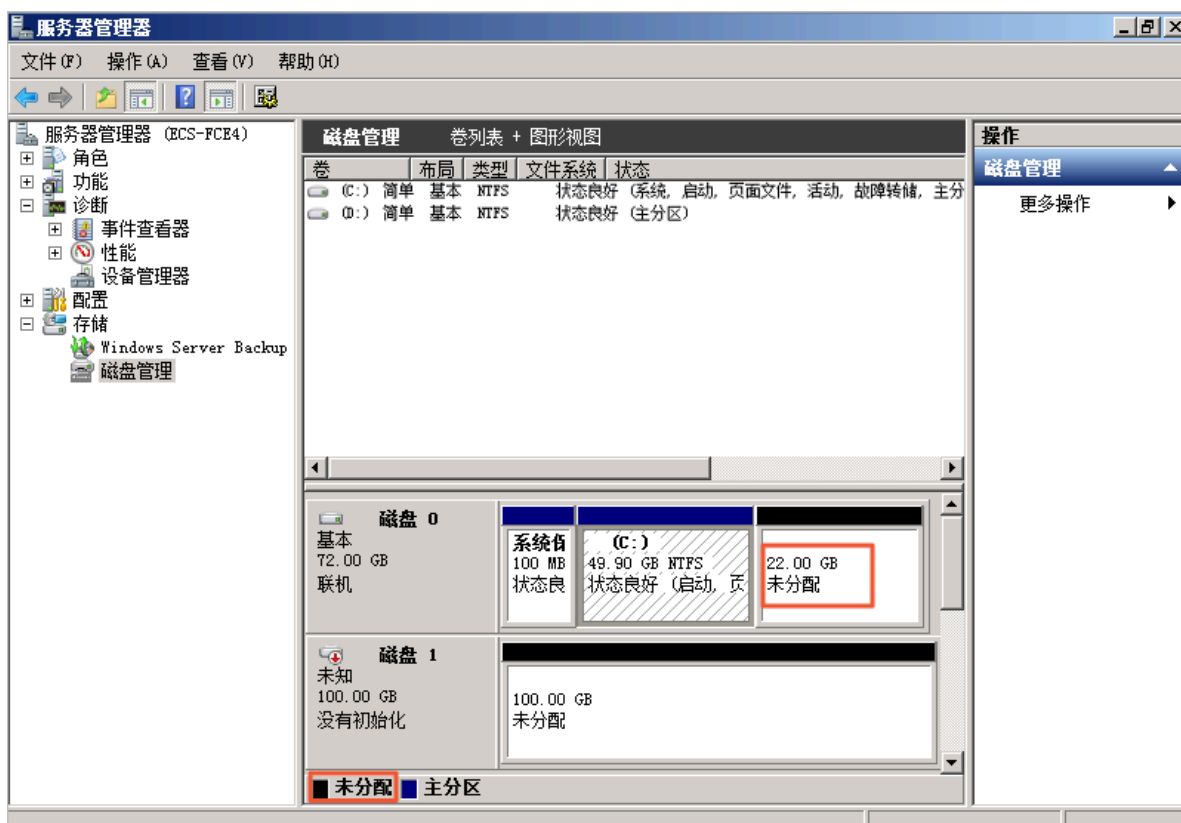 服务器管理器
文件(F) 操作(A) 查看(V) 帮助(H)
服务器管理器 (ECS-FCE4)
角色
功能
诊断
事件查看器
性能
设备管理器
配置
存储
Windows Server Backup
磁盘管理
磁盘管理 卷列表 + 图形视图
卷 布局 类型 文件系统 状态
(C:) 简单 基本 NTFS 状态良好 (系统, 启动, 页面文件, 活动, 故障转储, 主分
(D:) 简单 基本 NTFS 状态良好 (主分区)
磁盘 0
基本
72.00 GB
联机
系统
100 MB
状态良
(C:)
49.90 GB NTFS
状态良好 (启动, 页
22.00 GB
未分配
磁盘 1
未知
100.00 GB
没有初始化
100.00 GB
未分配
未分配 主分区
操作
磁盘管理
更多操作